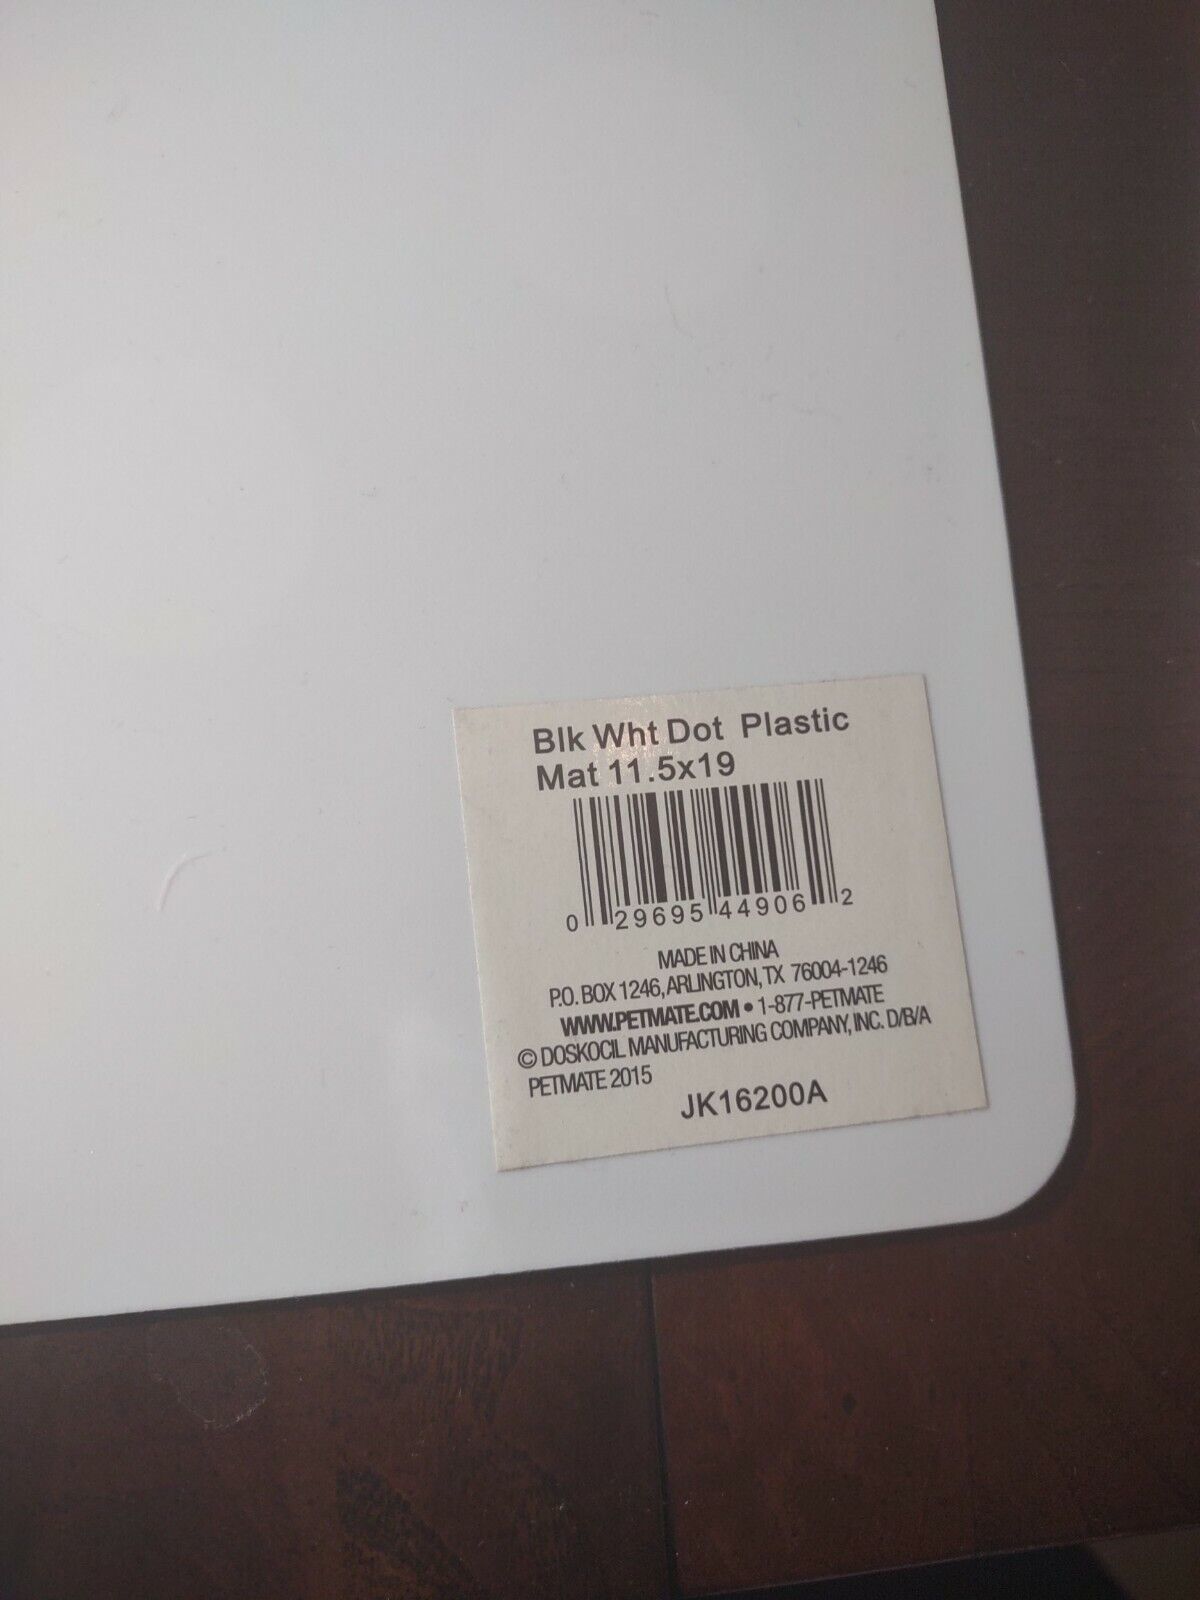 Blk Wht Dot Plastic
Mat 11.5x19
0 29695 44906 2
MADE IN CHINA
P.O. BOX 1246, ARLINGTON, TX 76004-1246
WWW.PETMATE.COM • 1-877-PETMATE
© DOSKOCIL MANUFACTURING COMPANY, INC. D/B/A
PETMATE 2015
JK16200A